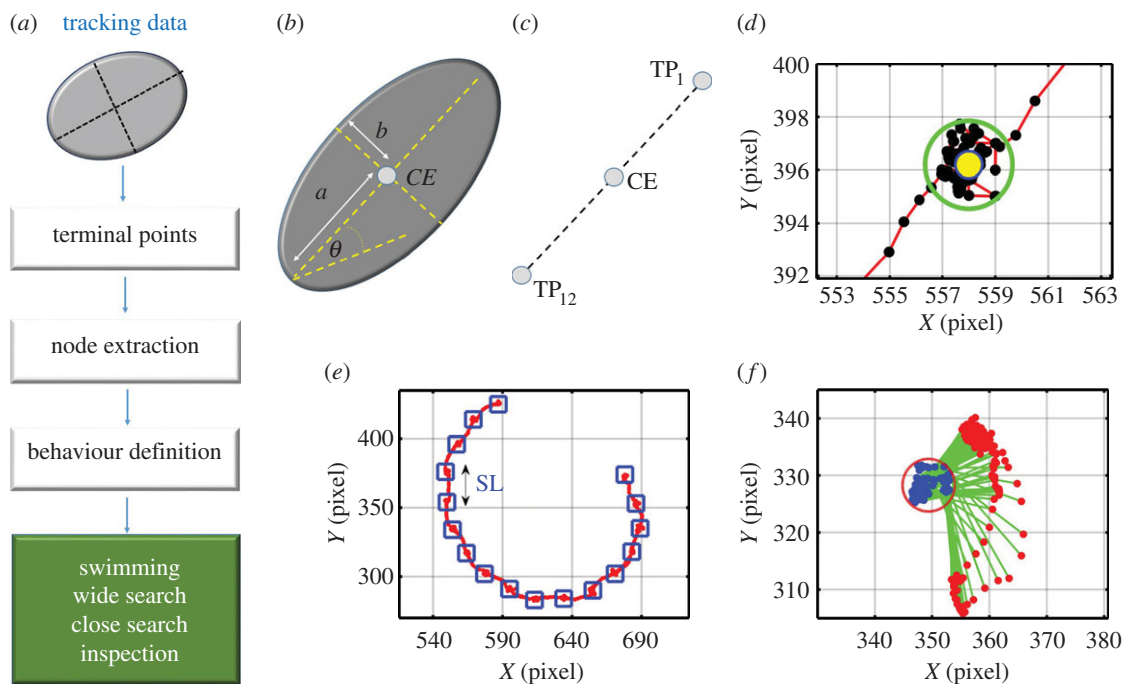 (a) tracking data
terminal points
node extraction
behaviour definition
swimming
wide search
close search
inspection
(b)
b
a
CE
θ
(c)
TP1
CE
TP12
(d)
400
398
396
394
392
Y (pixel)
553 555 557 559 561 563
X (pixel)
(e)
400
350
300
Y (pixel)
SL
540 590 640 690
X (pixel)
(f)
340
330
320
310
Y (pixel)
340 350 360 370 380
X (pixel)